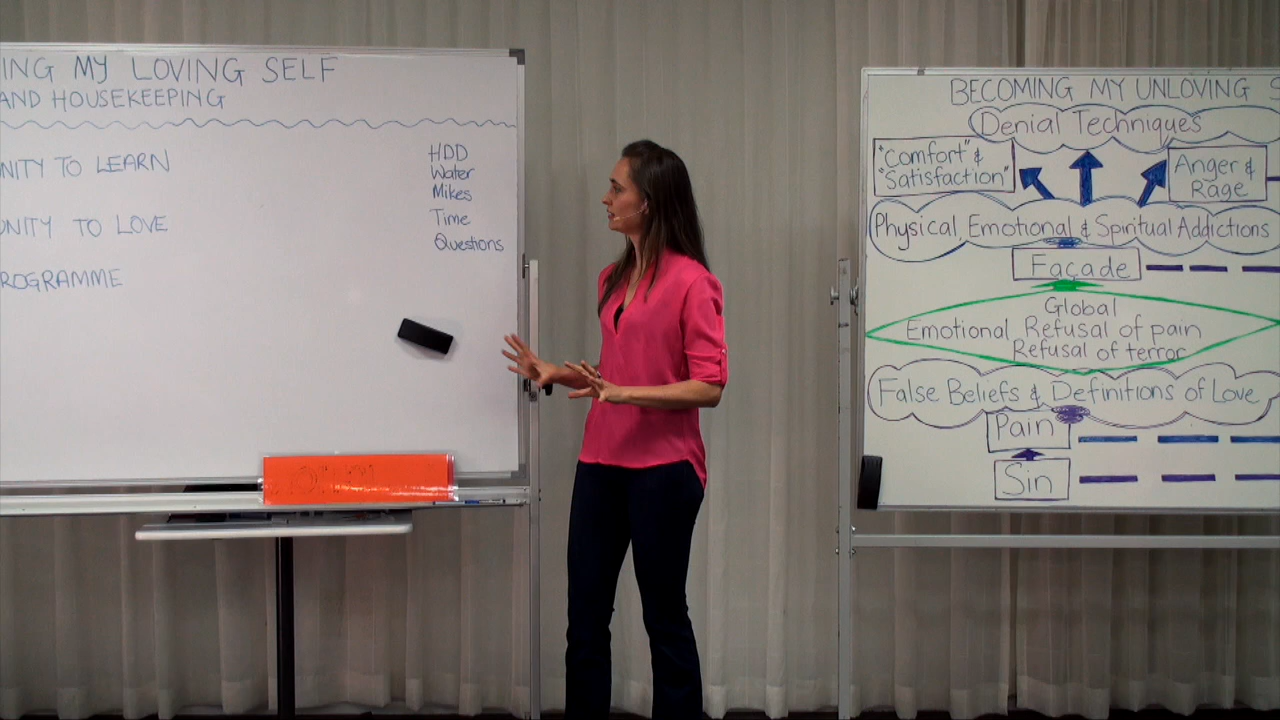 ING MY LOVING SELF
AND HOUSEKEEPING
NITY TO LEARN
UNITY TO LOVE
ROGRAMME
HDD
Water
Mikes
Time
Questions
BECOMING MY UNLOVING S
Denial Techniques
"Comfort" &
"Satisfaction"
Anger &
Rage
Physical, Emotional & Spiritual Addictions
Façade
Global
Emotional Refusal of pain
Refusal of terror
False Beliefs & Definitions of Love
Pain
Sin